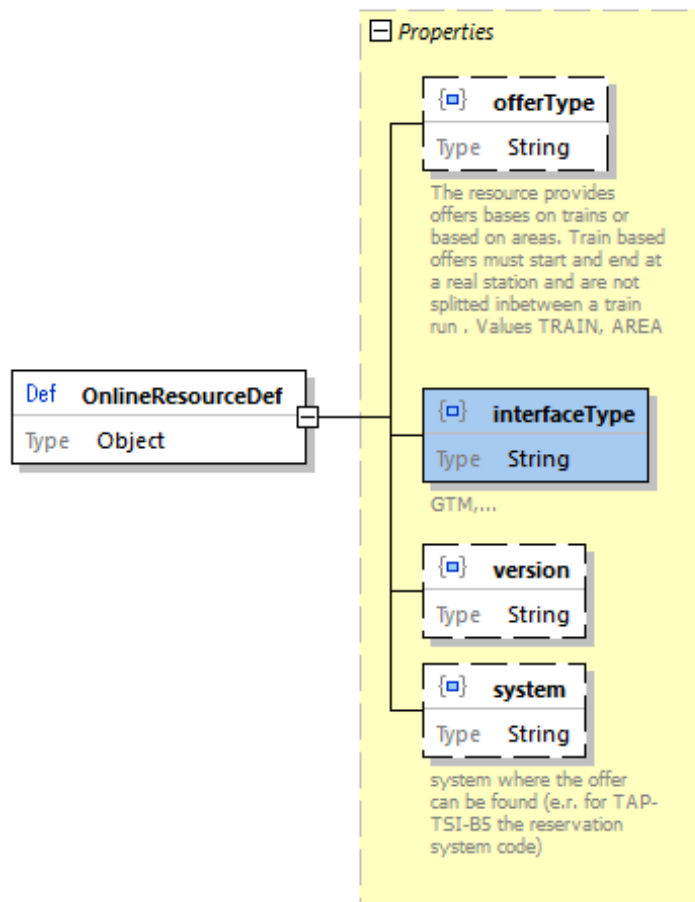 Properties
offerType
Type String
The resource provides
offers bases on trains or
based on areas. Train based
offers must start and end at
a real station and are not
splitted inbetween a train
run . Values TRAIN, AREA
Def OnlineResourceDef
Type Object
interfaceType
Type String
GTM,...
version
Type String
system
Type String
system where the offer
can be found (e.r. for TAP-
TSI-B5 the reservation
system code)